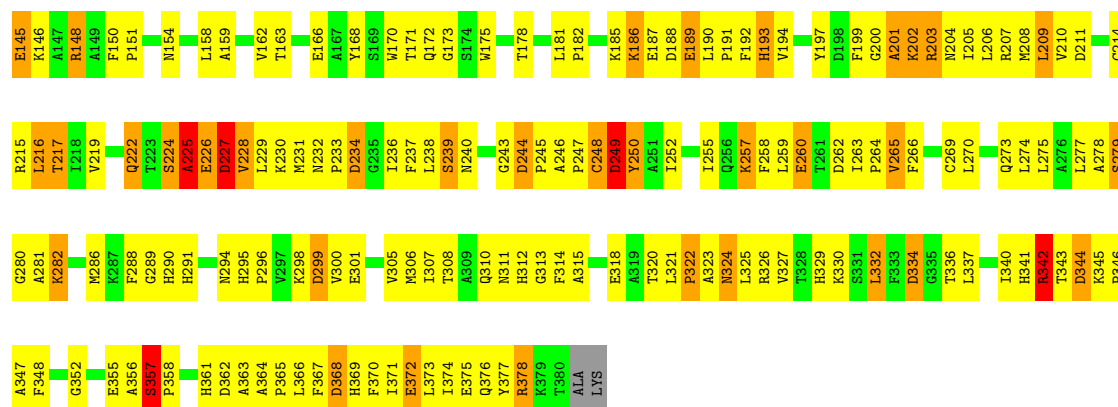 E145 K146 A147 R148 A149 F150 P151 N154 L158 A159 V162 T163 E166 A167 Y168 S169 W170 T171 Q172 G173 S174 W175 T178 L181 P182 K185 K186 E187 D188 E189 L190 P191 F192 H193 V194 Y197 D198 F199 G200 A201 K202 R203 N204 I205 L206 R207 M208 L209 V210 D211 G214
R215 L216 T217 I218 V219 Q222 T223 S224 A225 E226 D227 V228 L229 K230 M231 N232 P233 D234 G235 I236 F237 L238 S239 N240 G243 D244 P245 A246 P247 C248 D249 Y250 A251 I252 I255 Q256 K257 F258 L259 E260 T261 D262 I263 P264 V265 F266 C269 L270 Q273 L274 L275 A276 L277 A278 S279
G280 A281 K282 M286 K287 F288 G289 H290 H291 N294 H295 P296 V297 K298 D299 V300 E301 V305 M306 I307 T308 A309 Q310 N311 H312 G313 F314 A315 E318 A319 T320 L321 P322 A323 N324 L325 R326 V327 T328 H329 K330 S331 L332 F333 D334 G335 T336 L337 I340 H341 R342 T343 D344 K345 P346
A347 F348 G352 E355 A356 S357 P358 H361 D362 A363 A364 P365 L366 F367 D368 H369 F370 I371 E372 L373 I374 E375 Q376 Y377 R378 K379 T380 ALA LYS